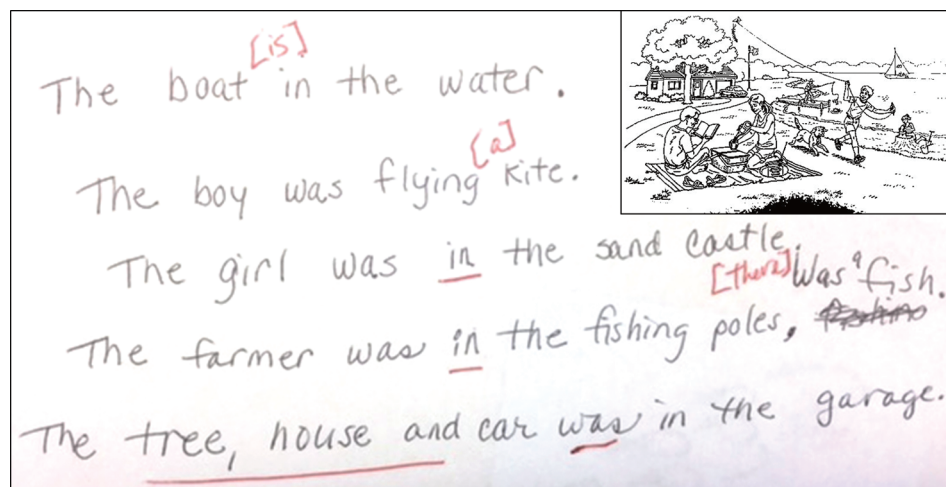 The boat [is] in the water.
The boy was flying [a] kite.
The girl was in the sand castle.
[there] Was a fish.
The farmer was in the fishing poles,
The tree, house and car was in the garage.